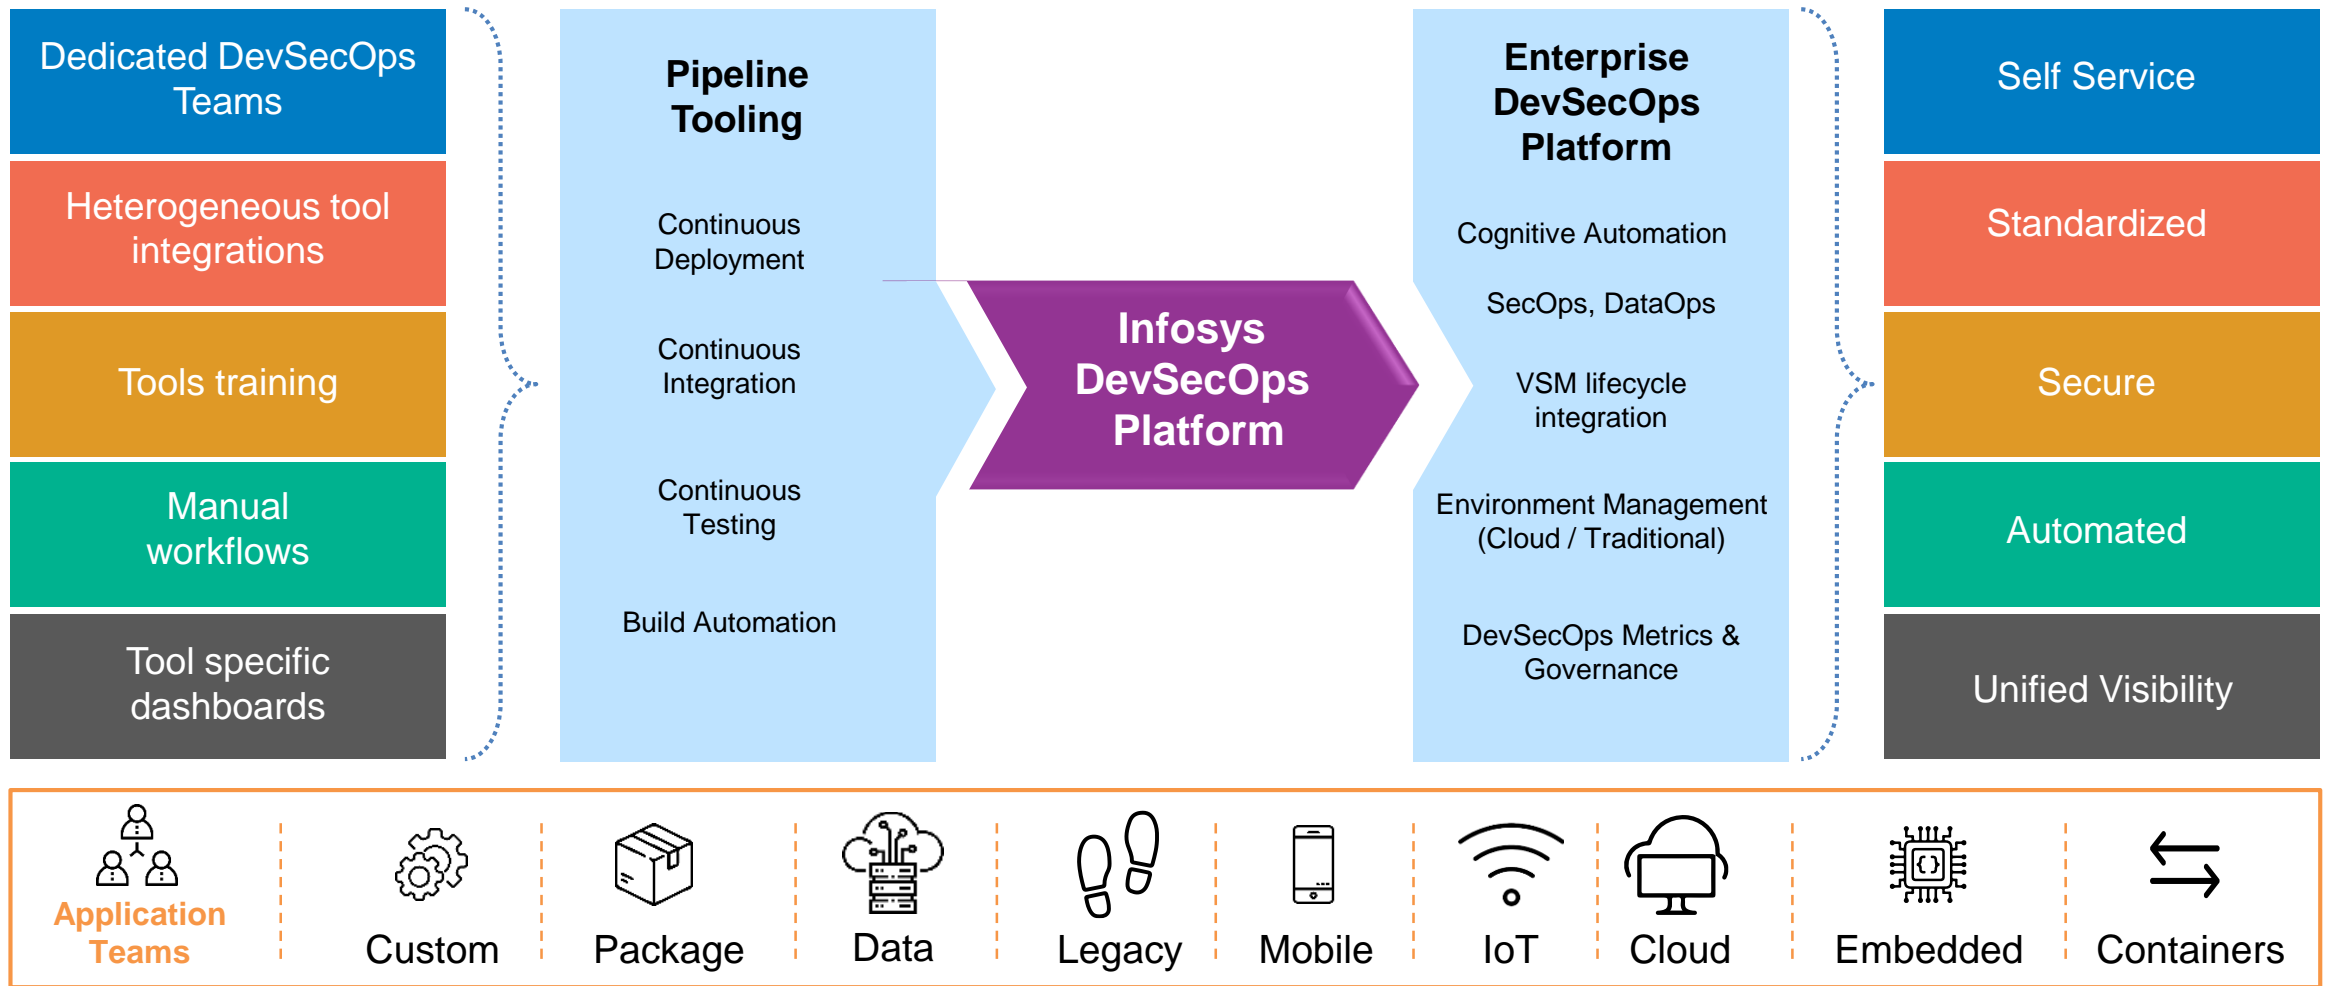 Dedicated DevSecOps
Teams
Heterogeneous tool
integrations
Tools training
Manual
workflows
Tool specific
dashboards
Pipeline
Tooling
Continuous
Deployment
Continuous
Integration
Continuous
Testing
Build Automation
Infosys
DevSecOps
Platform
Enterprise
DevSecOps
Platform
Cognitive Automation
SecOps, DataOps
VSM lifecycle
integration
Environment Management
(Cloud / Traditional)
DevSecOps Metrics &
Governance
Self Service
Standardized
Secure
Automated
Unified Visibility
Application
Teams
Custom
Package
Data
Legacy
Mobile
IoT
Cloud
Embedded
Containers